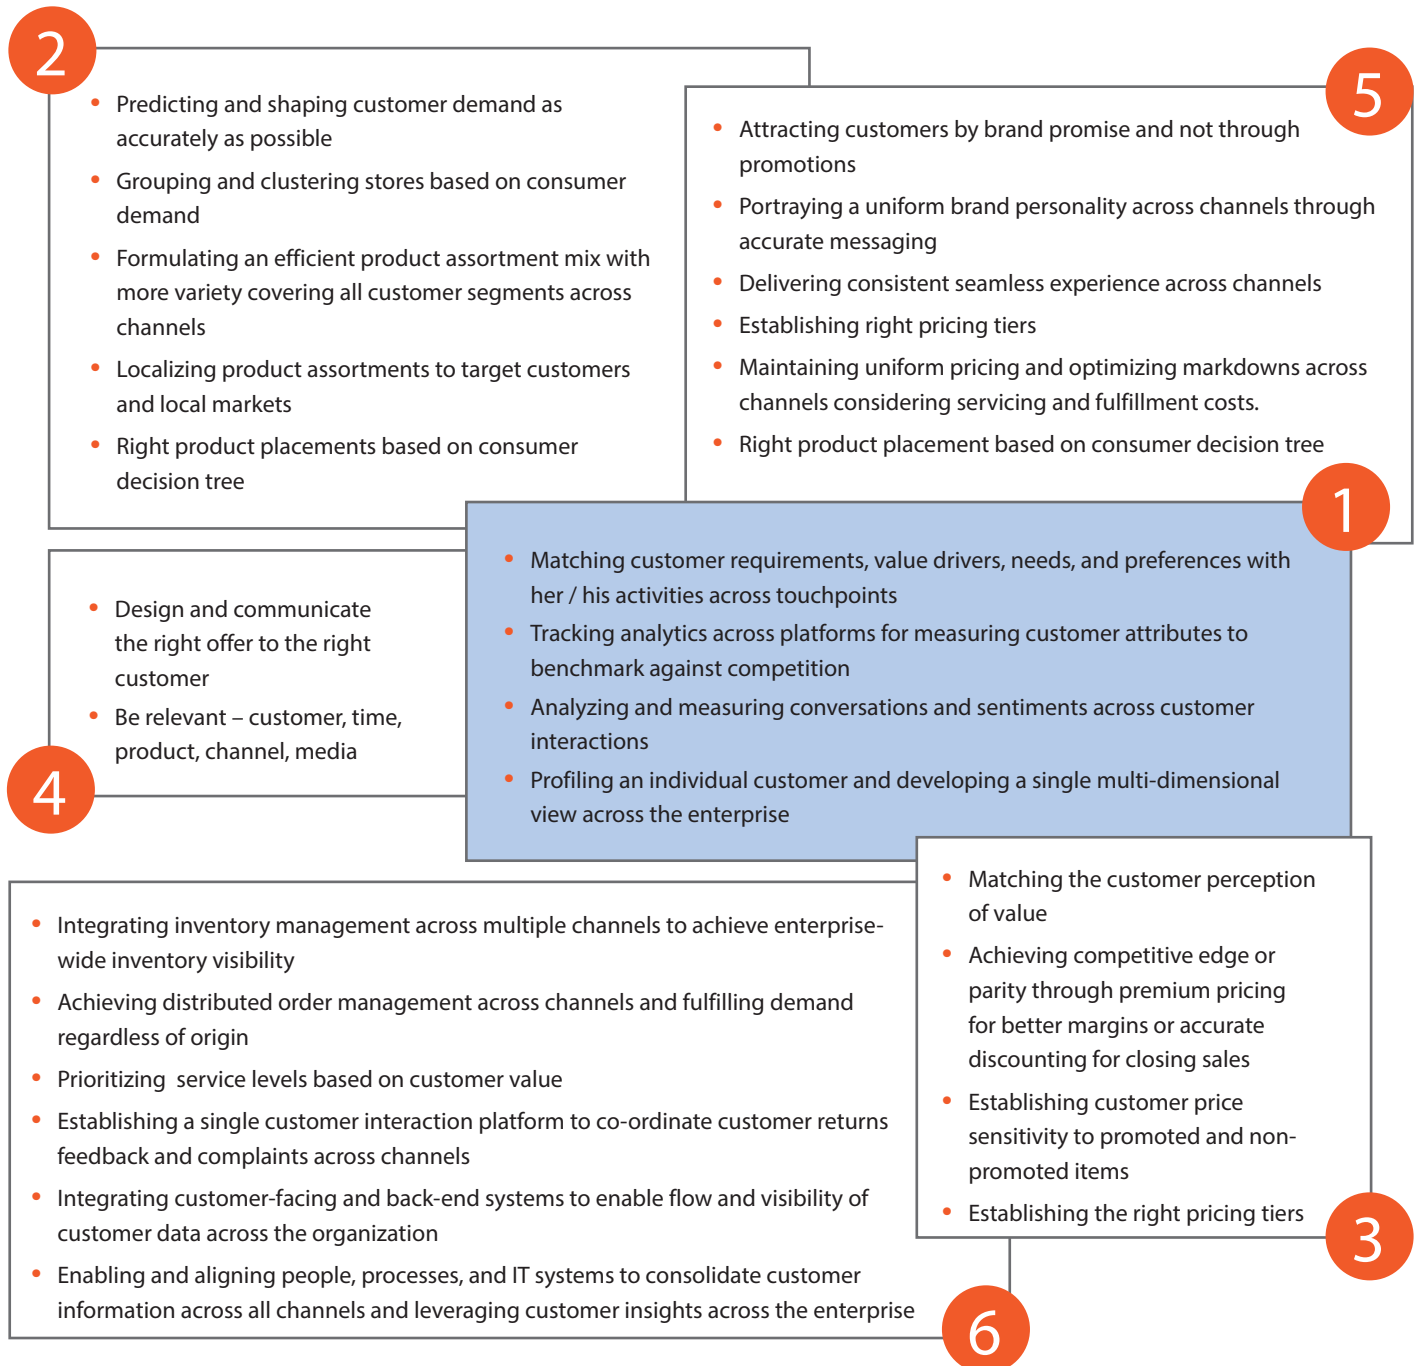 2
• Predicting and shaping customer demand as
accurately as possible
• Grouping and clustering stores based on consumer
demand
• Formulating an efficient product assortment mix with
more variety covering all customer segments across
channels
• Localizing product assortments to target customers
and local markets
• Right product placements based on consumer
decision tree
5
• Attracting customers by brand promise and not through
promotions
• Portraying a uniform brand personality across channels through
accurate messaging
• Delivering consistent seamless experience across channels
• Establishing right pricing tiers
• Maintaining uniform pricing and optimizing markdowns across
channels considering servicing and fulfillment costs.
• Right product placement based on consumer decision tree
1
• Matching customer requirements, value drivers, needs, and preferences with
her / his activities across touchpoints
• Tracking analytics across platforms for measuring customer attributes to
benchmark against competition
• Analyzing and measuring conversations and sentiments across customer
interactions
• Profiling an individual customer and developing a single multi-dimensional
view across the enterprise
• Design and communicate
the right offer to the right
customer
• Be relevant – customer, time,
product, channel, media
4
• Matching the customer perception
of value
• Achieving competitive edge or
parity through premium pricing
for better margins or accurate
discounting for closing sales
• Establishing customer price
sensitivity to promoted and non-
promoted items
• Establishing the right pricing tiers
3
• Integrating inventory management across multiple channels to achieve enterprise-
wide inventory visibility
• Achieving distributed order management across channels and fulfilling demand
regardless of origin
• Prioritizing  service levels based on customer value
• Establishing a single customer interaction platform to co-ordinate customer returns
feedback and complaints across channels
• Integrating customer-facing and back-end systems to enable flow and visibility of
customer data across the organization
• Enabling and aligning people, processes, and IT systems to consolidate customer
information across all channels and leveraging customer insights across the enterprise
6